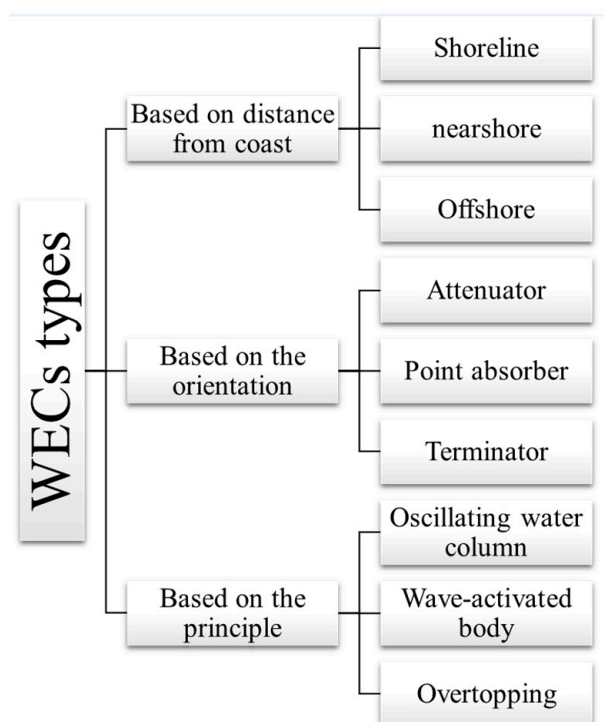 WECs types
Based on distance
from coast
Shoreline
nearshore
Offshore
Based on the
orientation
Attenuator
Point absorber
Terminator
Based on the
principle
Oscillating water
column
Wave-activated
body
Overtopping